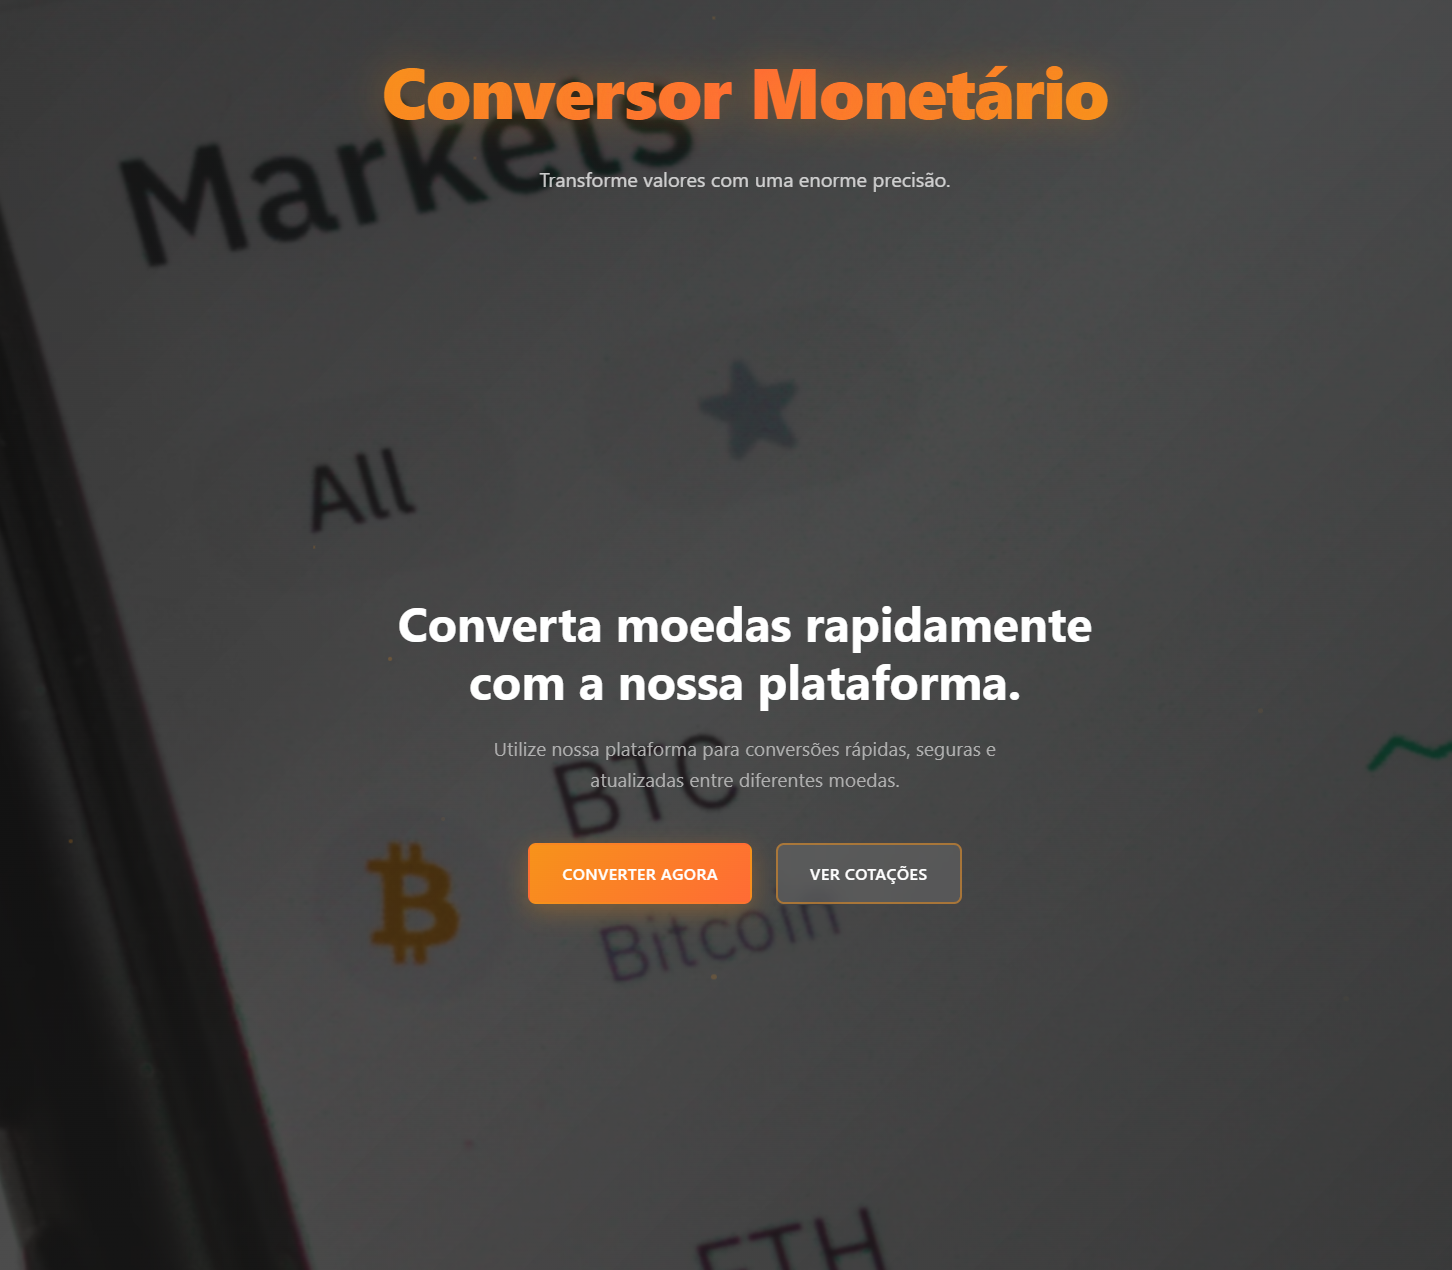 Conversor Monetário
Markets
Transforme valores com uma enorme precisão.
All
Converta moedas rapidamente
com a nossa plataforma.
Utilize nossa plataforma para conversões rápidas, seguras e
atualizadas entre diferentes moedas.
BTC
CONVERTER AGORA
VER COTAÇÕES
Bitcoin
ETH